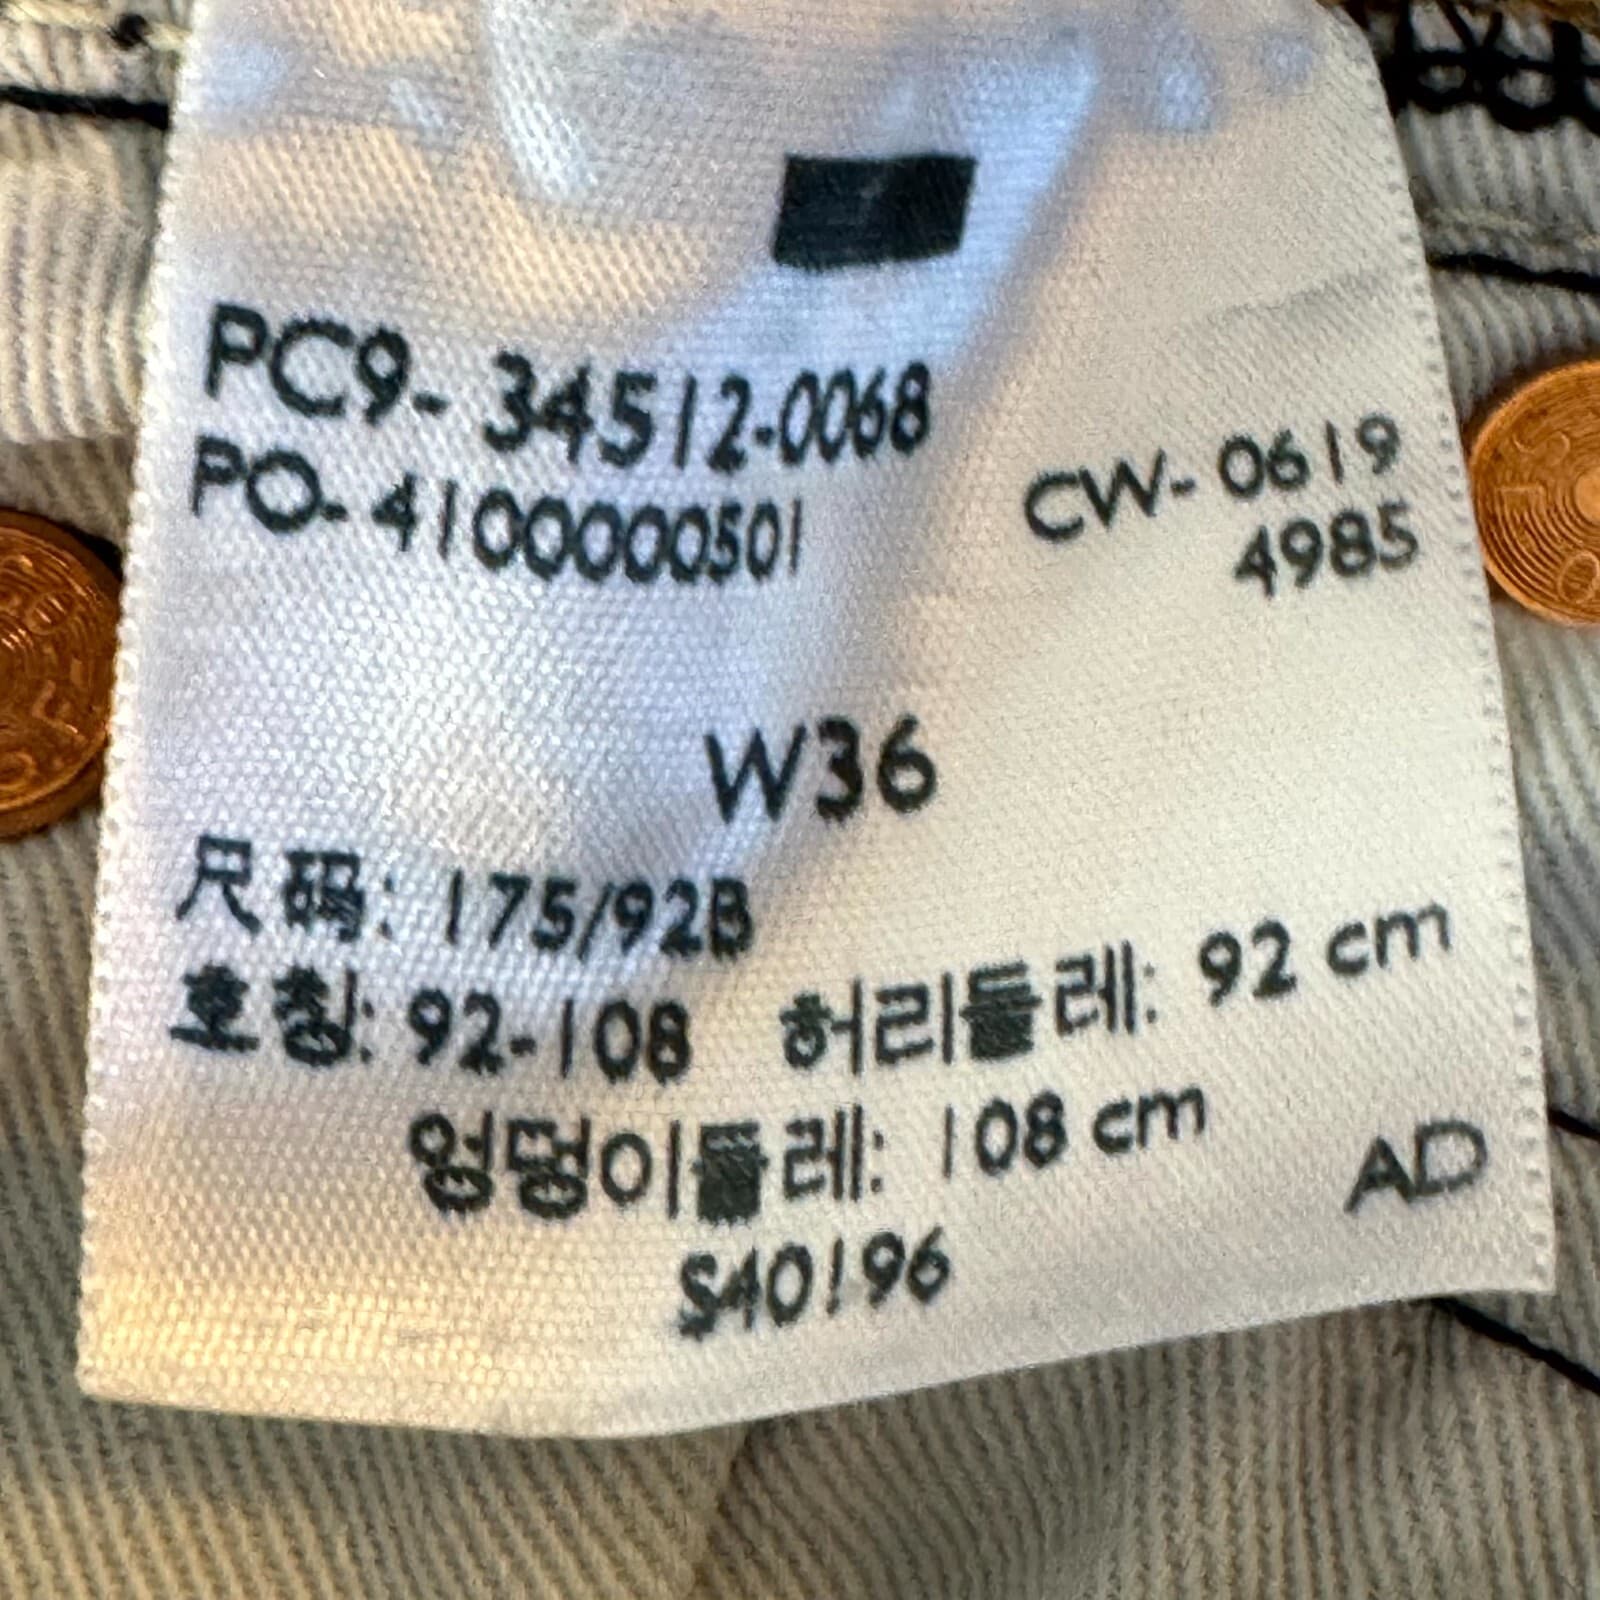 PC9- 34512-0068
PO- 4100000501
CW- 0619
4985
W36
尺码: 175/92B
호칭: 92-108 허리둘레: 92 cm
엉덩이둘레: 108 cm
AD
S40196